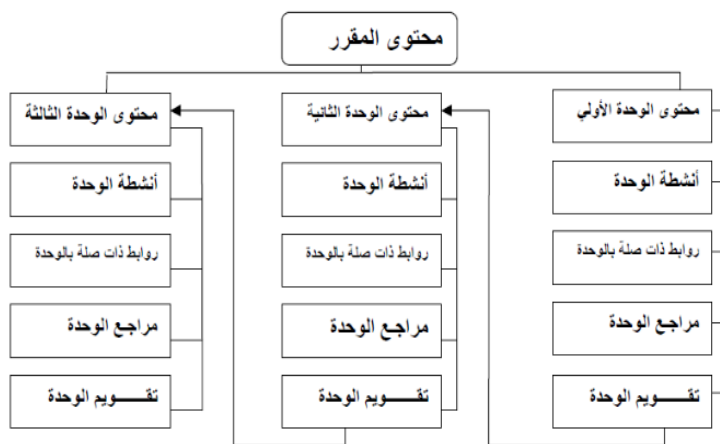 محتوى المقرر
محتوى الوحدة الأولي
أنشطة الوحدة
روابط ذات صلة بالوحدة
مراجع الوحدة
تقـــــويم الوحدة
محتوى الوحدة الثانية
أنشطة الوحدة
روابط ذات صلة بالوحدة
مراجع الوحدة
تقـــــويم الوحدة
محتوى الوحدة الثالثة
أنشطة الوحدة
روابط ذات صلة بالوحدة
مراجع الوحدة
تقـــــويم الوحدة